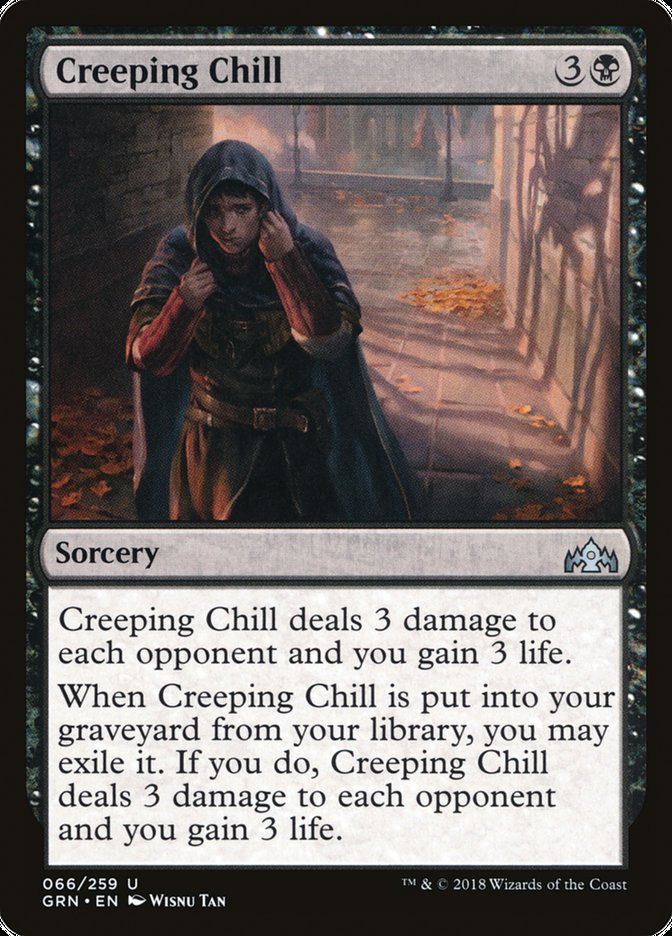 Creeping Chill 3
Sorcery
Creeping Chill deals 3 damage to
each opponent and you gain 3 life.
When Creeping Chill is put into your
graveyard from your library, you may
exile it. If you do, Creeping Chill
deals 3 damage to each opponent
and you gain 3 life.
066/259 U
GRN • EN Wisnu Tan
™ & © 2018 Wizards of the Coast